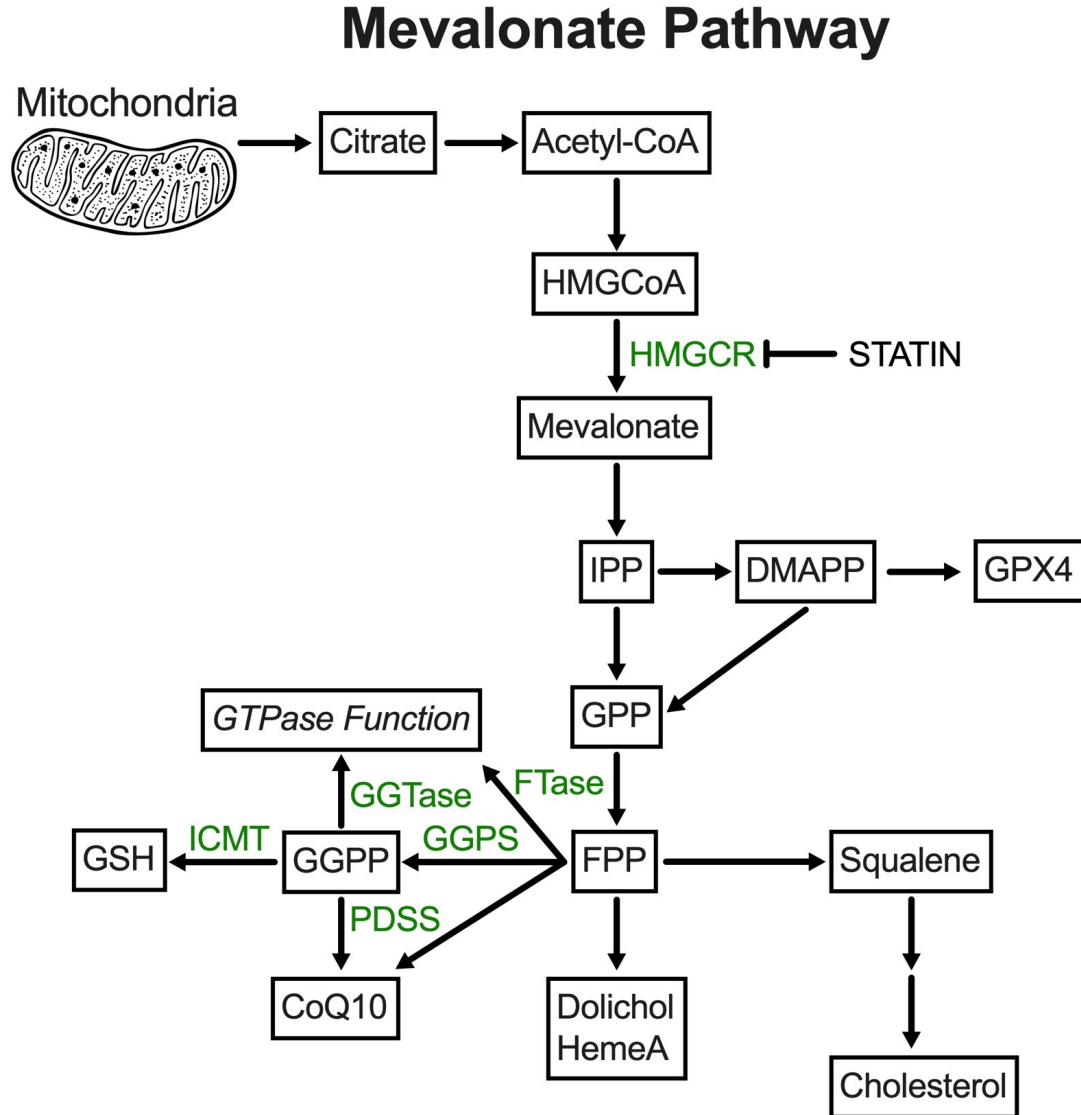 Mevalonate Pathway
Mitochondria
Citrate
Acetyl-CoA
HMGCoA
HMGCR
STATIN
Mevalonate
IPP
DMAPP
GPX4
GPP
GTPase Function
GGTase
FTase
GSH
ICMT
GGPP
GGPS
FPP
Squalene
PDSS
CoQ10
Dolichol
HemeA
Cholesterol